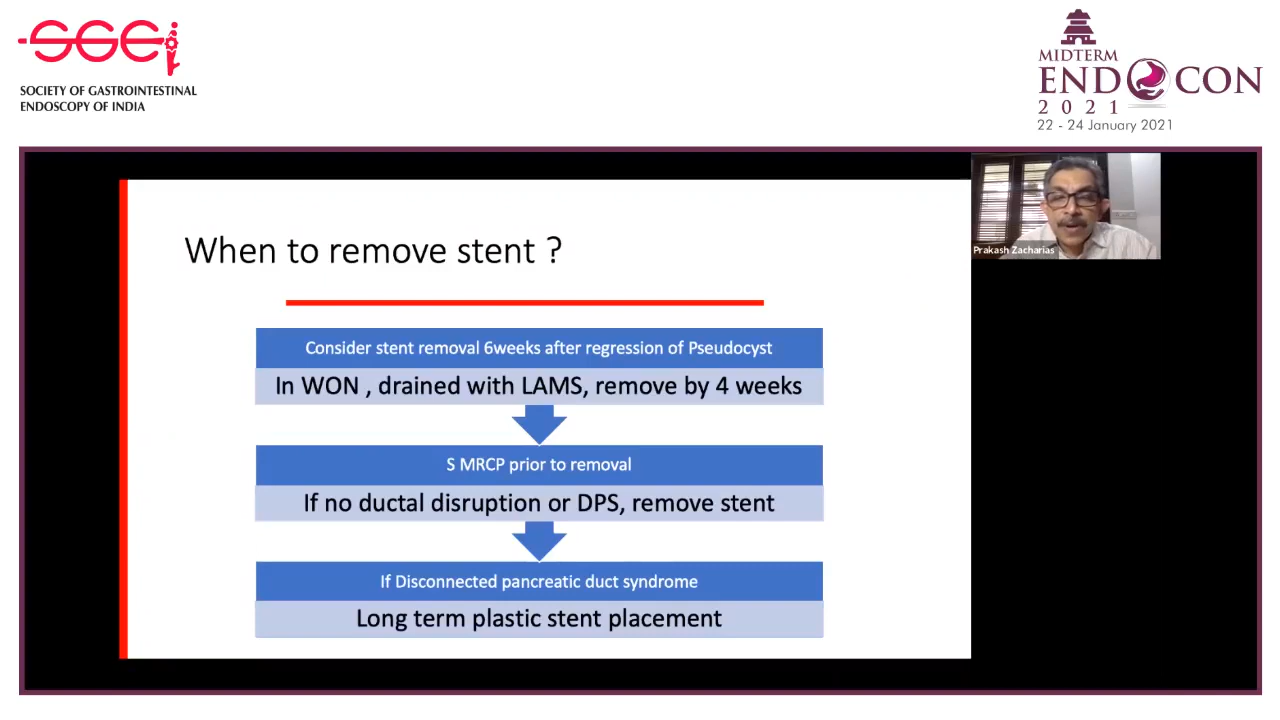 SGEi
SOCIETY OF GASTROINTESTINAL
ENDOSCOPY OF INDIA
MIDTERM
ENDOCON
2021
22 - 24 January 2021
Prakash Zacharias
When to remove stent ?
Consider stent removal 6weeks after regression of Pseudocyst
In WON , drained with LAMS, remove by 4 weeks
S MRCP prior to removal
If no ductal disruption or DPS, remove stent
If Disconnected pancreatic duct syndrome
Long term plastic stent placement